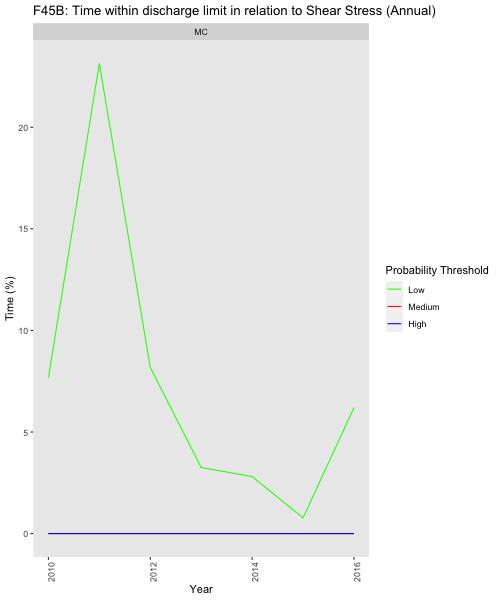 F45B: Time within discharge limit in relation to Shear Stress (Annual)
MC
20
15
10
5
0
Time (%)
2010
2012
2014
2016
Year
Probability Threshold
Low
Medium
High